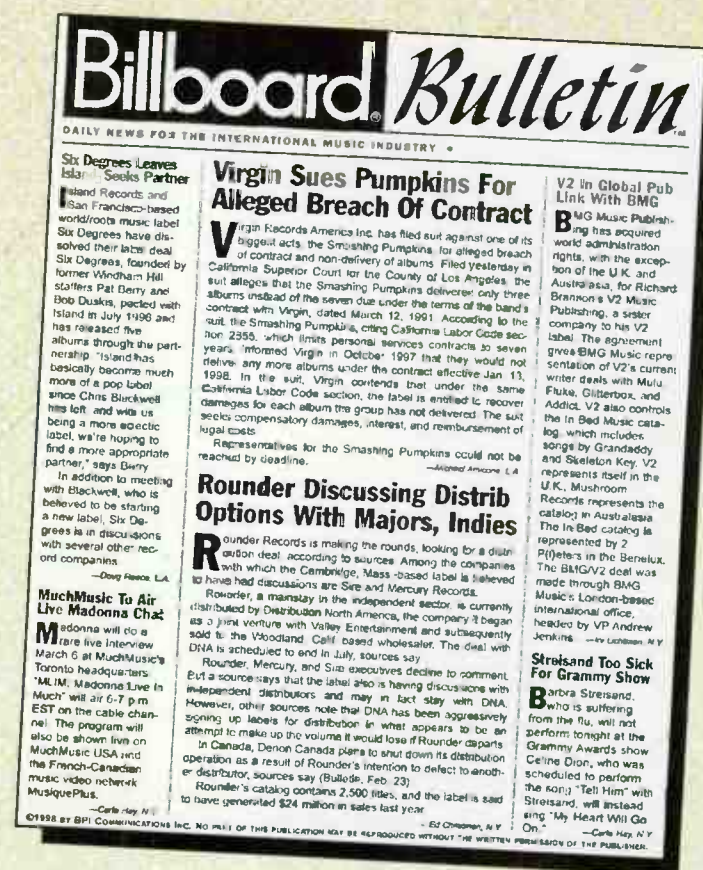 Billboard® Bulletin
DAILY NEWS FOR THE INTERNATIONAL MUSIC INDUSTRY •
Six Degrees Leaves
Island, Seeks Partner
Island Records and
San Francisco-based
world/roots music label
Six Degrees have dis-
solved their label deal
Six Degrees, founded by
former Windham Hill
staffers Pat Berry and
Bob Duskis, pacted with
Island in July 1996 and
has released five
albums through the part-
nership. "Island has
basically become much
more of a pop label
since Chris Blackwell
has left, and with us
being a more eclectic
label, we're hoping to
find a more appropriate
partner," says Berry
In addition to meeting
with Blackwell, who is
believed to be starting
a new label, Six De-
grees is in discussions
with several other rec-
ord companies
—Doug Reece, L.A.
MuchMusic To Air
Live Madonna Chat
Madonna will do a
rare live interview
March 6 at MuchMusic's
Toronto headquarters
"MLIM: Madonna Live In
Much" will air 6-7 p m
EST on the cable chan-
nel The program will
also be shown live on
MuchMusic USA and
the French-Canadian
music video network
MusiquePlus.
—Carla Hay, N.Y.
Virgin Sues Pumpkins For
Alleged Breach Of Contract
Virgin Records America Inc. has filed suit against one of its
biggest acts, the Smashing Pumpkins, for alleged breach
of contract and non-delivery of albums. Filed yesterday in
California Superior Court for the County of Los Angeles, the
suit alleges that the Smashing Pumpkins delivered only three
albums instead of the seven due under the terms of the band's
contract with Virgin, dated March 12, 1991 According to the
suit, the Smashing Pumpkins, citing California Labor Code sec-
tion 2855, which limits personal services contracts to seven
years, informed Virgin in October 1997 that they would not
deliver any more albums under the contract effective Jan 13,
1998. In the suit, Virgin contends that under the same
California Labor Code section, the label is entitled to recover
damages for each album the group has not delivered. The suit
seeks compensatory damages, interest, and reimbursement of
legal costs
Representatives for the Smashing Pumpkins could not be
reached by deadline.
—Michael Amicone, L A
Rounder Discussing Distrib
Options With Majors, Indies
Rounder Records is making the rounds, looking for a distri-
bution deal, according to sources. Among the companies
with which the Cambridge, Mass -based label is believed
to have had discussions are Sire and Mercury Records.
Rounder, a mainstay in the independent sector, is currently
distributed by Distribution North America, the company it began
as a joint venture with Valley Entertainment and subsequently
sold to the Woodland, Calif based wholesaler. The deal with
DNA is scheduled to end in July, sources say
Rounder, Mercury, and Sire executives decline to comment.
But a source says that the label also is having discussions with
independent distributors and may in fact stay with DNA.
However, other sources note that DNA has been aggressively
signing up labels for distribution in what appears to be an
attempt to make up the volume it would lose if Rounder departs
In Canada, Denon Canada plans to shut down its distribution
operation as a result of Rounder's intention to defect to anoth-
er distributor, sources say (Bulletin, Feb. 23)
Rounder's catalog contains 2,500 titles, and the label is said
to have generated $24 million in sales last year
- Ed Christman, N Y
V2 In Global Pub
Link With BMG
BMG Music Publish-
ing has acquired
world administration
rights, with the excep-
tion of the U K. and
Australasia, for Richard
Branson's V2 Music
Publishing, a sister
company to his V2
label. The agreement
gives BMG Music repre
sentation of V2's current
writer deals with Mulu
Fluke, Glitterbox, and
Addict. V2 also controls
the In Bed Music cata-
log, which includes
songs by Grandaddy
and Skeleton Key. V2
represents itself in the
U.K., Mushroom
Records represents the
catalog in Australasia
The In Bed catalog is
represented by 2
P(i)eters in the Benelux.
The BMG/V2 deal was
made through BMG
Music's London-based
international office,
headed by VP Andrew
Jenkins —Irv Lichtman, N.Y
Streisand Too Sick
For Grammy Show
Barbra Streisand,
who is suffering
from the flu, will not
perform tonight at the
Grammy Awards show
Celine Dion, who was
scheduled to perform
the song "Tell Him" with
Streisand, will instead
sing "My Heart Will Go
On."
—Carla Hay, N Y
©1998 BY BPI COMMUNICATIONS INC. NO PART OF THIS PUBLICATION MAY BE REPRODUCED WITHOUT THE WRITTEN PERMISSION OF THE PUBLISHER.